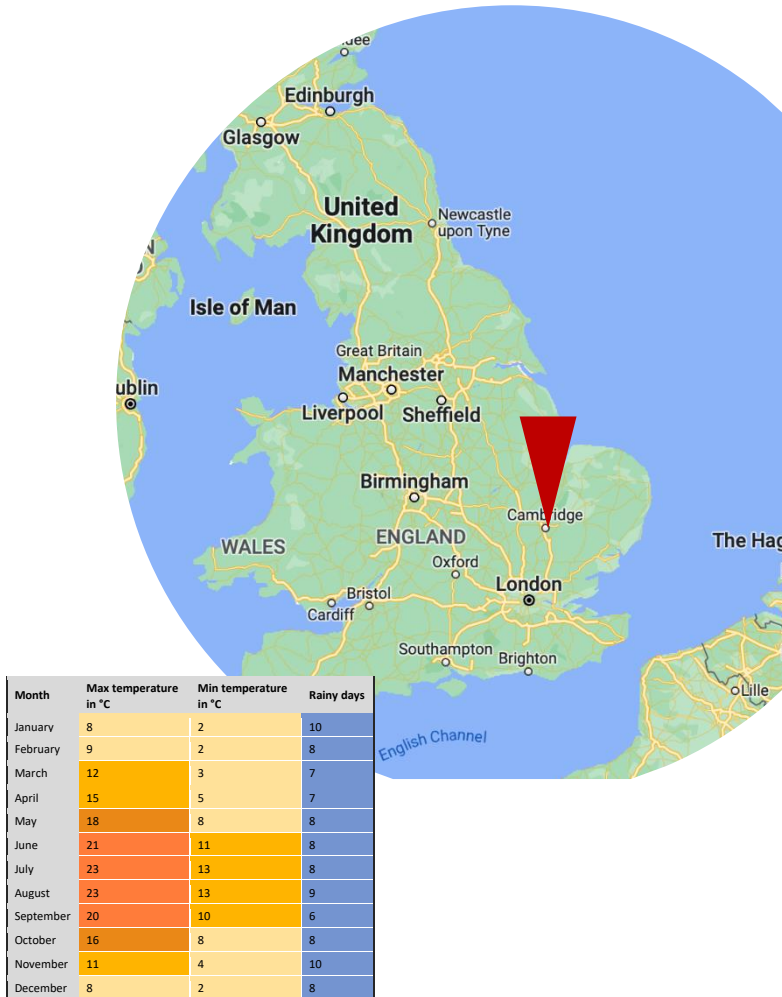 dee
Edinburgh
Glasgow
United
Kingdom
Newcastle
upon Tyne
N
Isle of Man
Great Britain
Manchester
ublin
Liverpool
Sheffield
Birmingham
Cambridge
WALES
ENGLAND
The Hag
Oxford
London
Bristol
Cardiff
Southampton
Brighton
Lille
English Channel
Month Max temperature in °C Min temperature in °C Rainy days
January 8 2 10
February 9 2 8
March 12 3 7
April 15 5 7
May 18 8 8
June 21 11 8
July 23 13 8
August 23 13 9
September 20 10 6
October 16 8 8
November 11 4 10
December 8 2 8